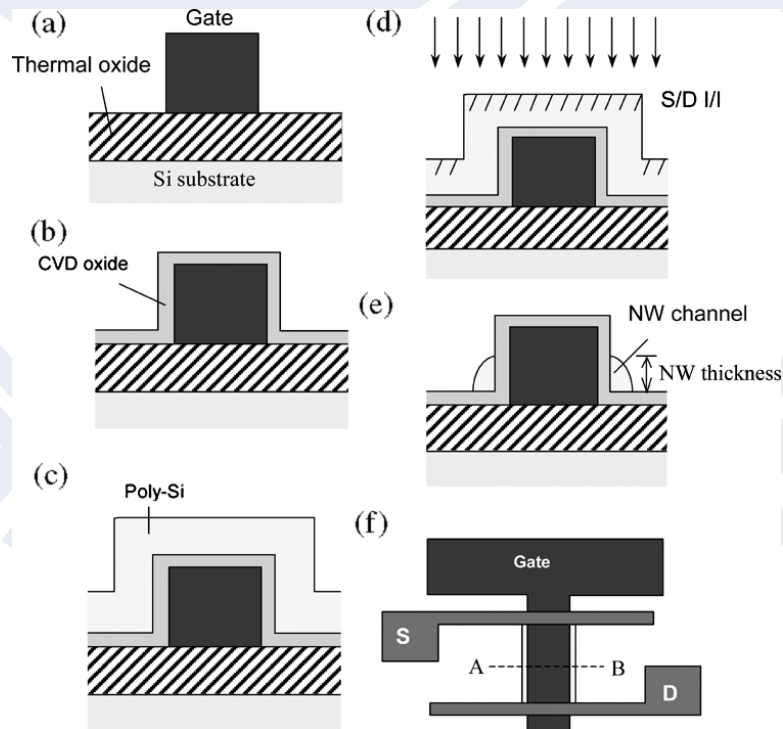 (a)
Gate
Thermal oxide
Si substrate
(b)
CVD oxide
(c)
Poly-Si
(d)
S/D I/I
(e)
NW channel
NW thickness
(f)
Gate
S
A
B
D